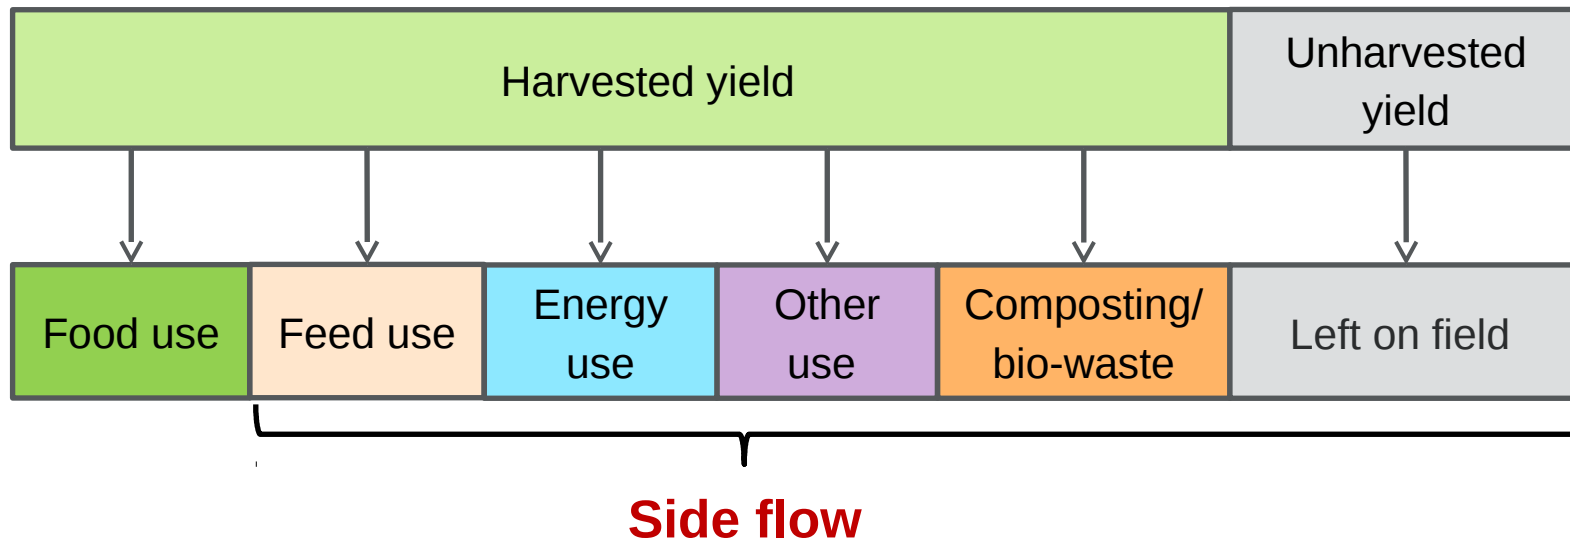 Harvested yield
Unharvested
yield
Food use
Feed use
Energy
use
Other
use
Composting/
bio-waste
Left on field
Side flow